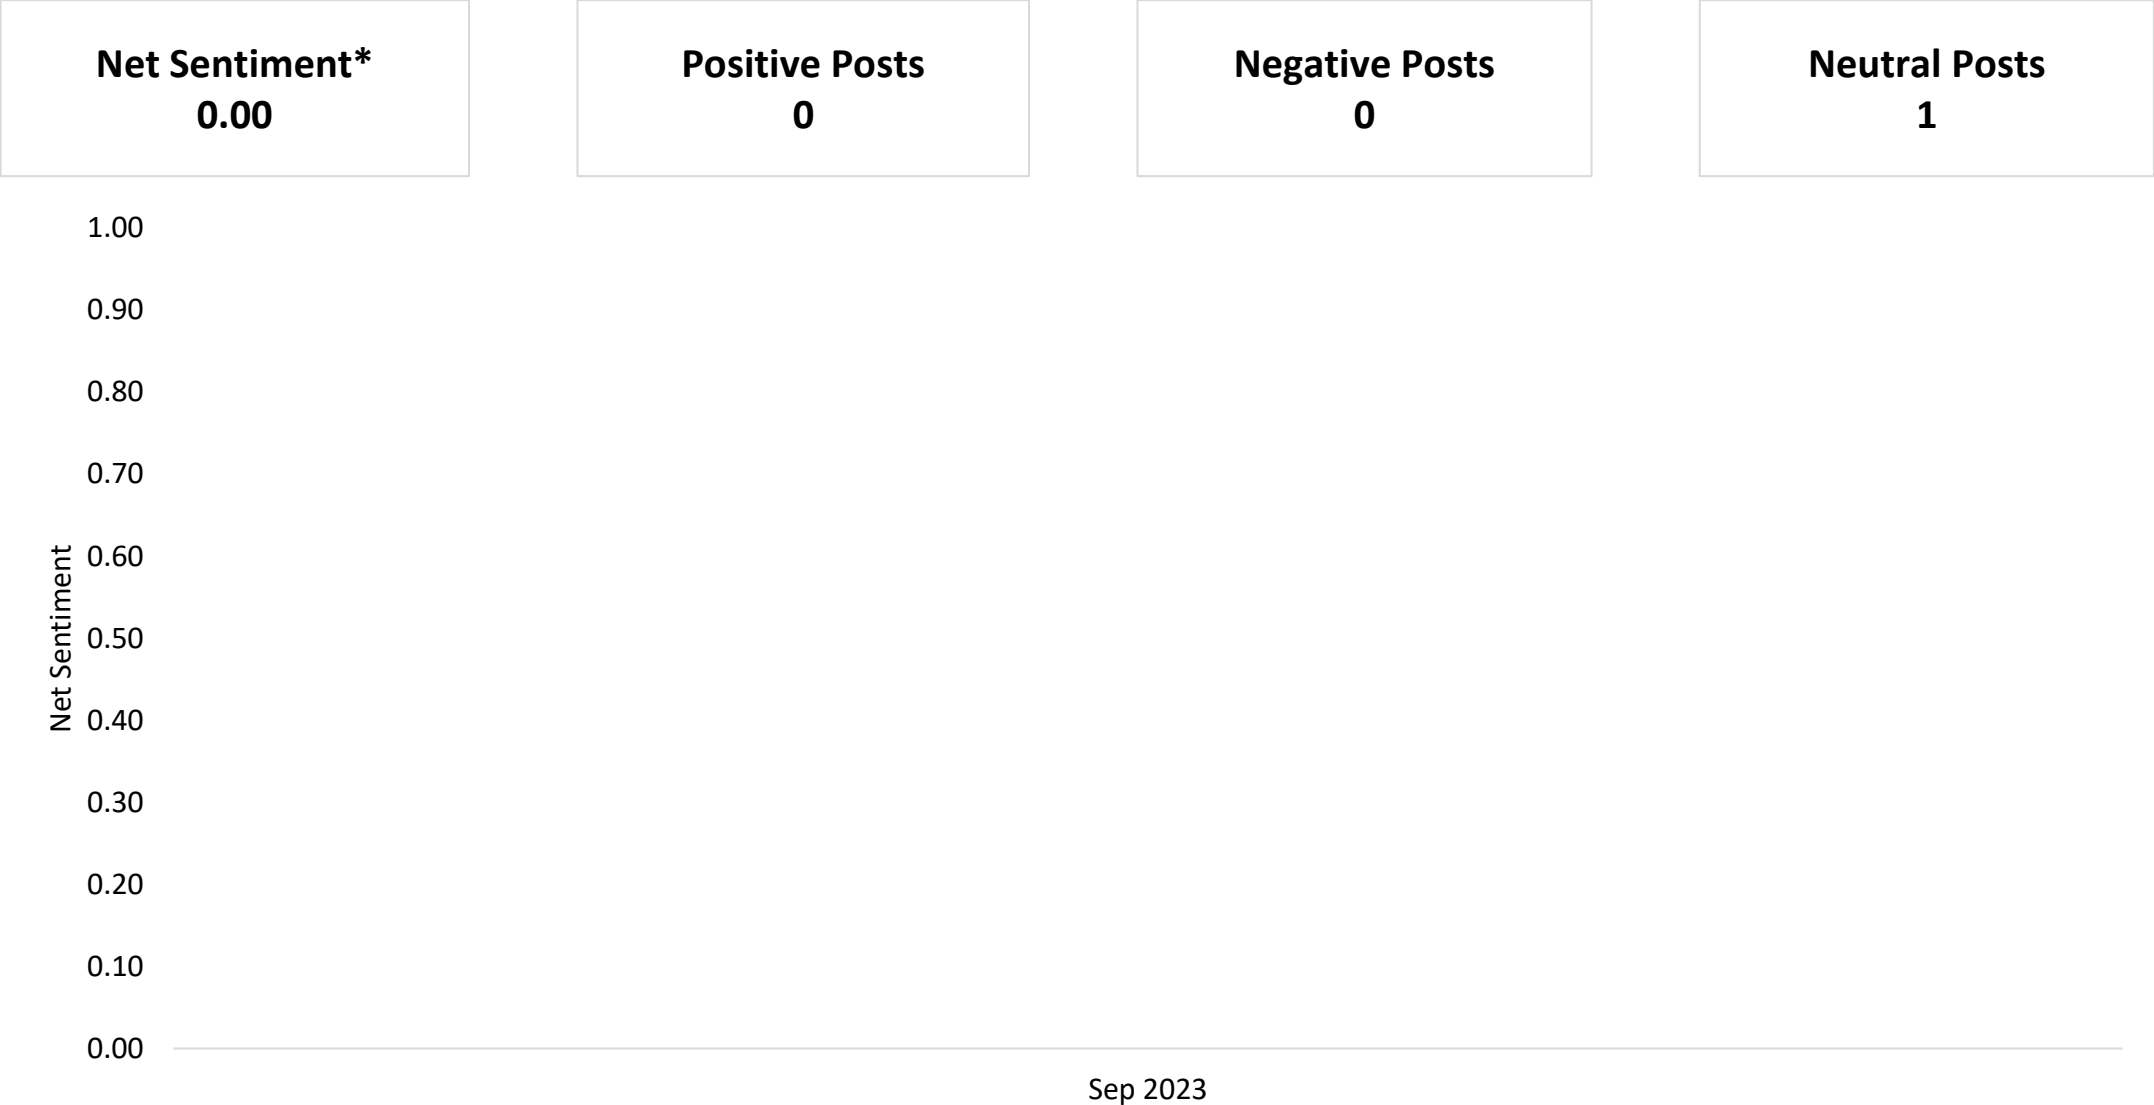 Net Sentiment*
0.00
Positive Posts
0
Negative Posts
0
Neutral Posts
1
1.00
0.90
0.80
0.70
0.60
0.50
0.40
0.30
0.20
0.10
0.00
Net Sentiment
Sep 2023